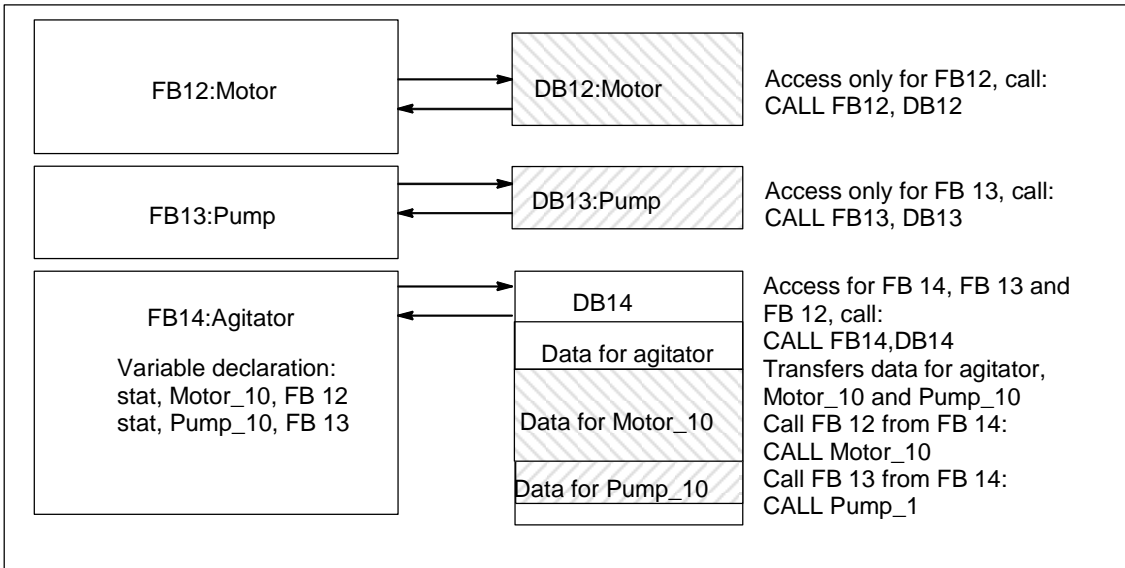 FB12:Motor
DB12:Motor
Access only for FB12, call:
CALL FB12, DB12
FB13:Pump
DB13:Pump
Access only for FB 13, call:
CALL FB13, DB13
FB14:Agitator
Variable declaration:
stat, Motor_10, FB 12
stat, Pump_10, FB 13
DB14
Data for agitator
Data for Motor_10
Data for Pump_10
Access for FB 14, FB 13 and
FB 12, call:
CALL FB14,DB14
Transfers data for agitator,
Motor_10 and Pump_10
Call FB 12 from FB 14:
CALL Motor_10
Call FB 13 from FB 14:
CALL Pump_1